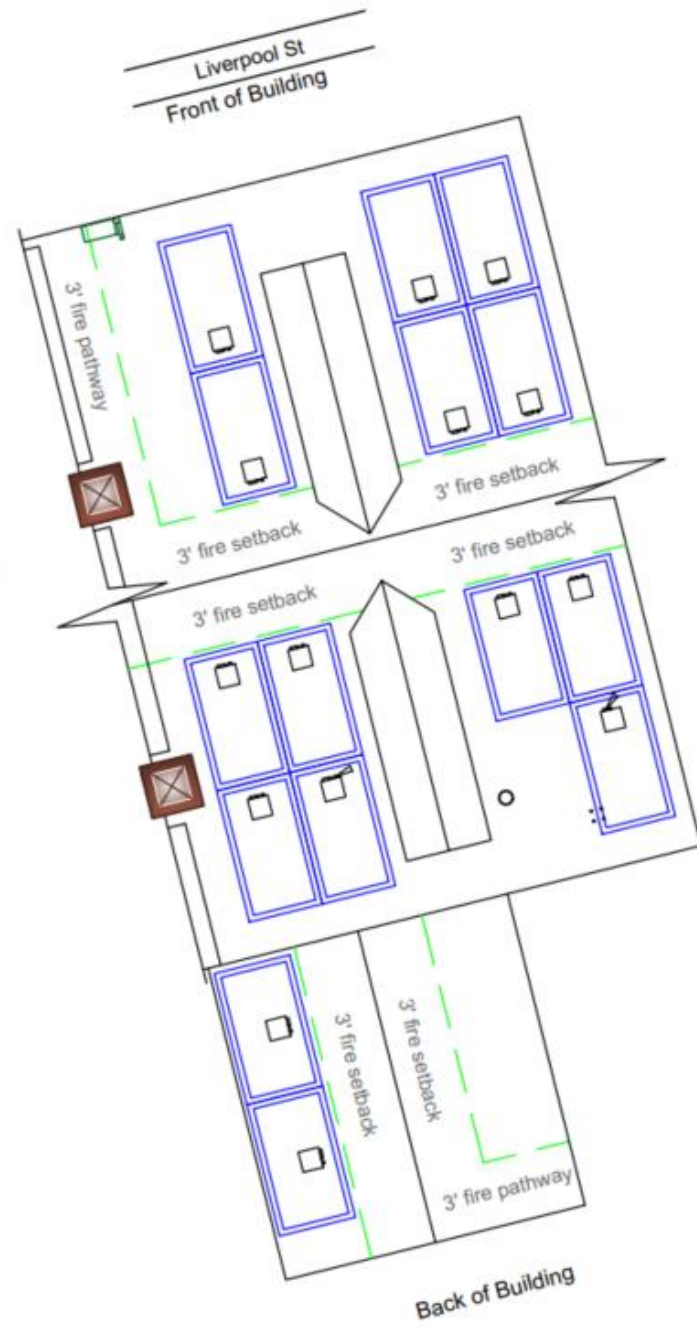 Liverpool St
Front of Building
3' fire pathway
3' fire setback
3' fire setback
3' fire setback
3' fire setback
3' fire setback
3' fire setback
3' fire pathway
Back of Building